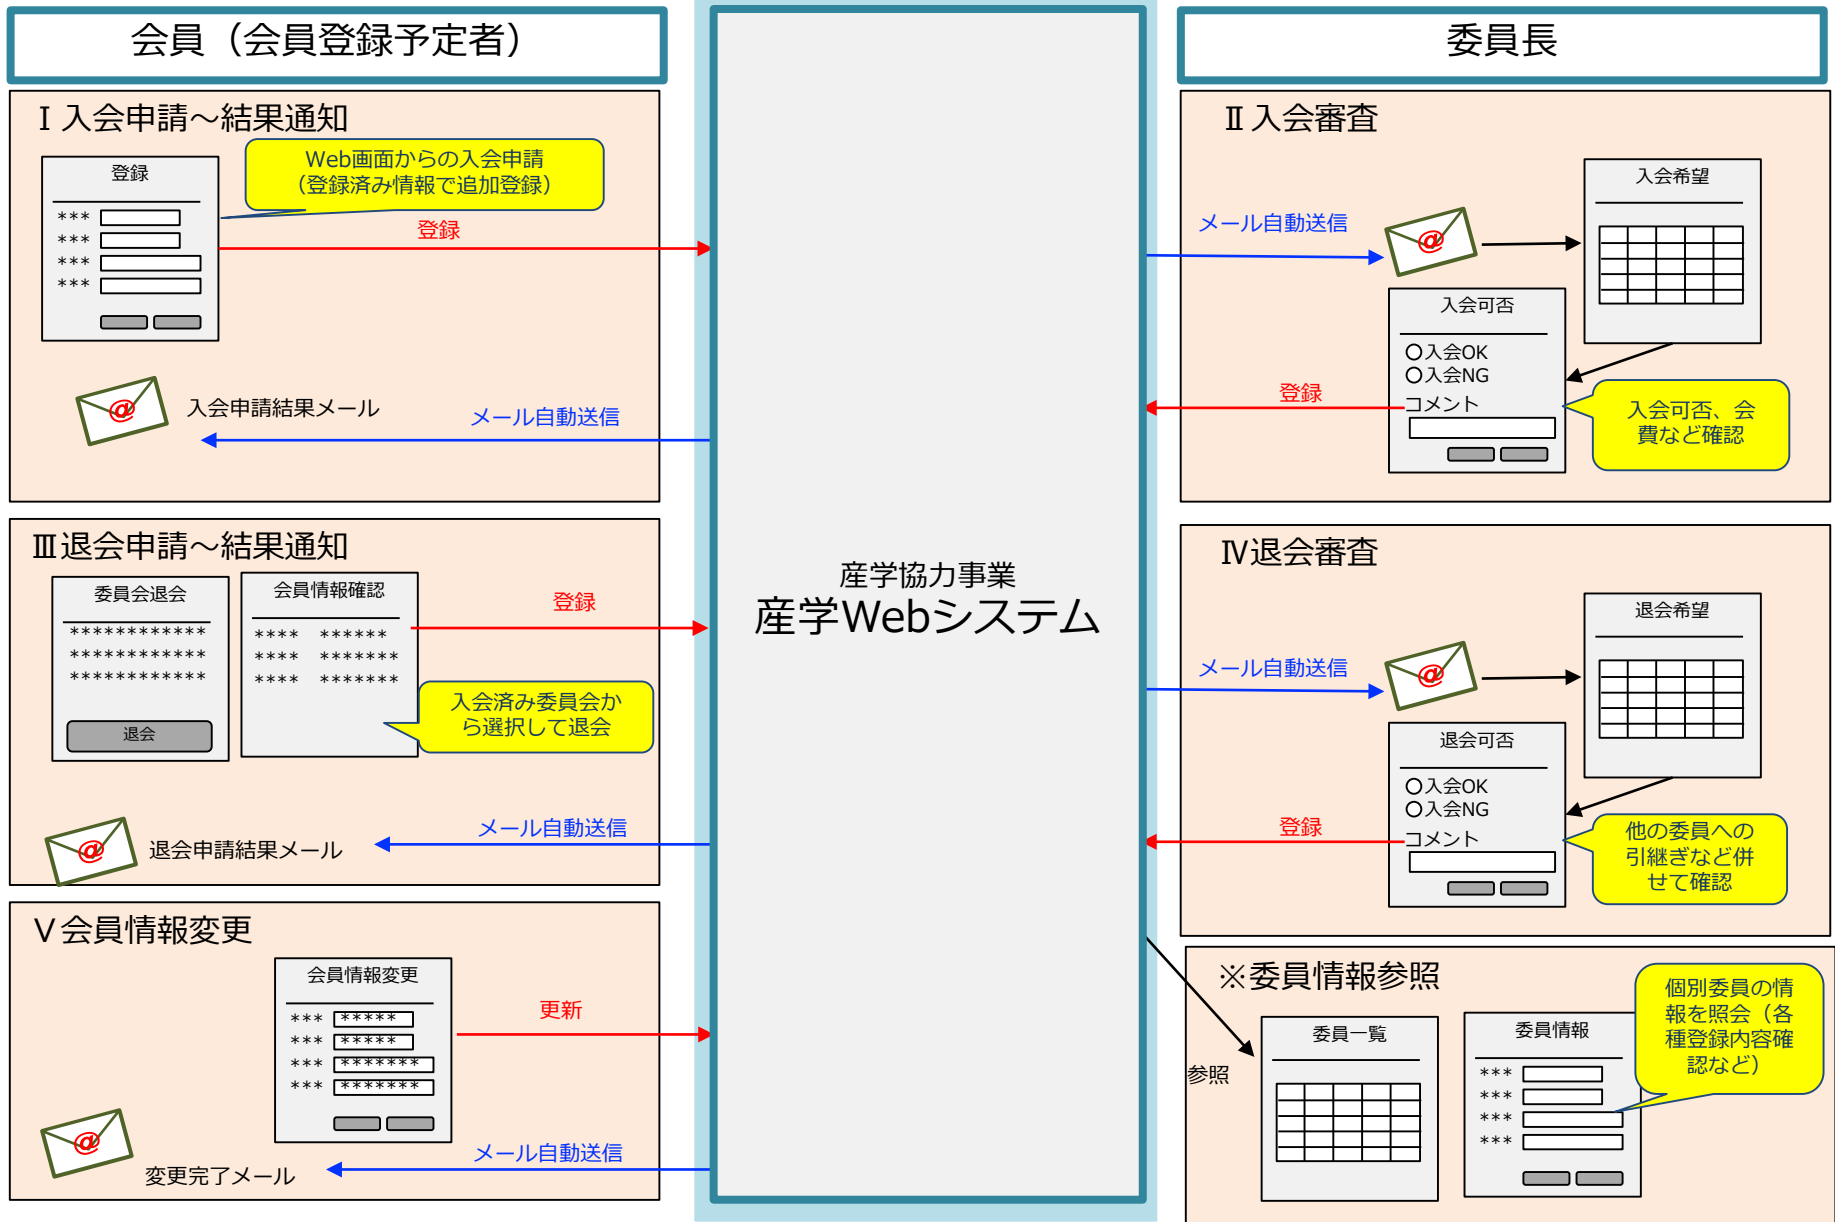 会員（会員登録予定者）
Ⅰ入会申請～結果通知
Web画面からの入会申請
（登録済み情報で追加登録）
登録
***
***
***
***
登録
@
入会申請結果メール
メール自動送信
Ⅲ退会申請～結果通知
委員会退会
************
************
************
退会
会員情報確認
**** ******
**** *******
**** *******
登録
入会済み委員会か
ら選択して退会
@
退会申請結果メール
メール自動送信
Ⅴ会員情報変更
会員情報変更
*** *****
*** *****
*** *******
*** *******
更新
@
変更完了メール
メール自動送信
産学協力事業
産学Webシステム
委員長
Ⅱ入会審査
メール自動送信
@
入会希望
入会可否
〇入会OK
〇入会NG
コメント
登録
入会可否、会
費など確認
Ⅳ退会審査
メール自動送信
@
退会希望
退会可否
〇入会OK
〇入会NG
コメント
登録
他の委員への
引継ぎなど併
せて確認
※委員情報参照
参照
委員一覧
委員情報
***
***
***
***
個別委員の情
報を照会（各
種登録内容確
認など）